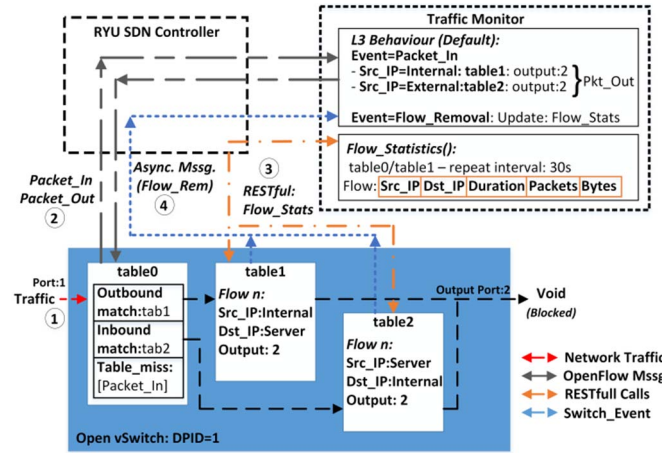 RYU SDN Controller
Traffic Monitor
L3 Behaviour (Default):
Event=Packet_In
- Src_IP=Internal: table1: output:2
- Src_IP=External:table2: output:2
Pkt_Out
Event=Flow_Removal: Update: Flow_Stats
Flow_Statistics():
table0/table1 – repeat interval: 30s
Flow: Src_IP Dst_IP Duration Packets Bytes
Packet_In
Packet_Out
2
Async. Mssg.
(Flow_Rem)
4
3
RESTful:
Flow_Stats
Port:1
Traffic
1
table0
Outbound
match:tab1
Inbound
match:tab2
Table_miss:
[Packet_In]
table1
Flow n:
Src_IP:Internal
Dst_IP:Server
Output: 2
table2
Flow n:
Src_IP:Server
Dst_IP:Internal
Output: 2
Output Port:2
Void
(Blocked)
Network Traffic
OpenFlow Mssg
RESTfull Calls
Switch_Event
Open vSwitch: DPID=1